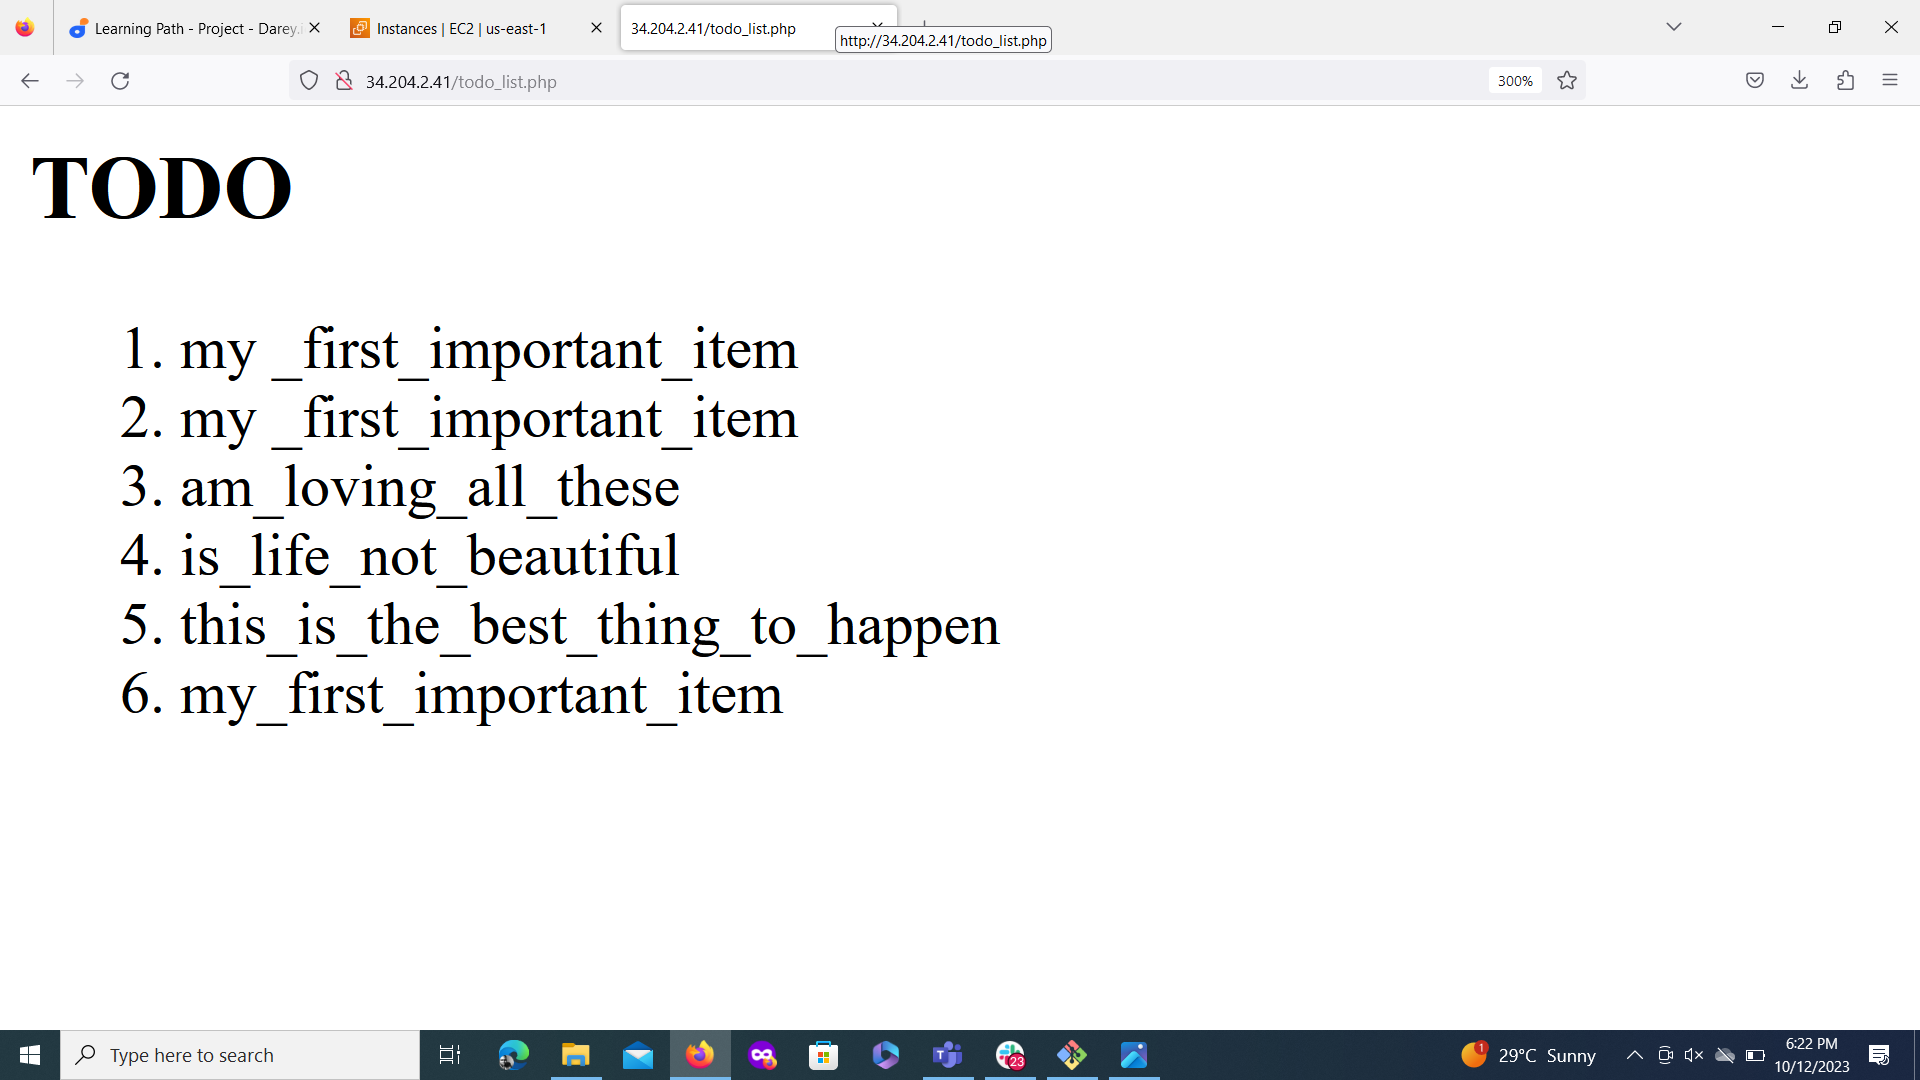 Learning Path - Project - Darey.i
Instances | EC2 | us-east-1
34.204.2.41/todo_list.php
http://34.204.2.41/todo_list.php
34.204.2.41/todo_list.php
300%
TODO
1. my _first_important_item
2. my _first_important_item
3. am_loving_all_these
4. is_life_not_beautiful
5. this_is_the_best_thing_to_happen
6. my_first_important_item
Type here to search
23
1
29°C Sunny
6:22 PM
10/12/2023